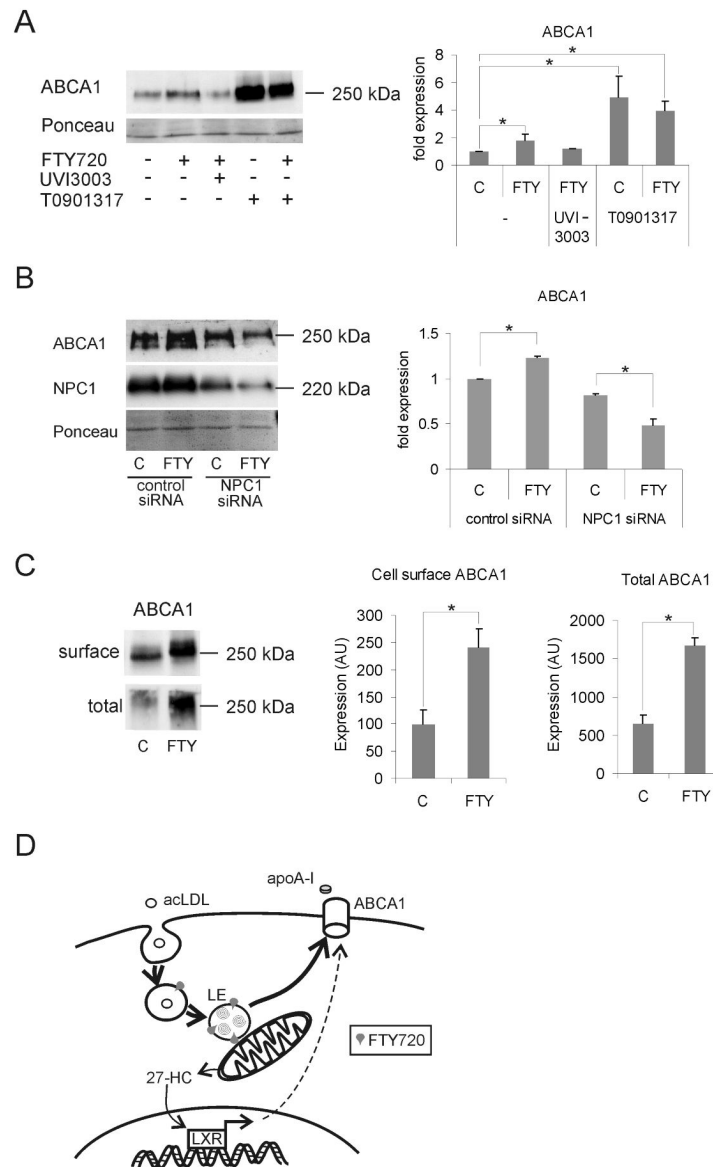 A
ABCA1
250 kDa
Ponceau
FTY720 - + + - +
UVI3003 - - + - -
T0901317 - - - + +
ABCA1
fold expression
8
6
4
2
0
* * *
C FTY FTY C FTY
- UVI - 3003 T0901317
B
ABCA1
250 kDa
NPC1
220 kDa
Ponceau
C FTY C FTY
control siRNA NPC1 siRNA
ABCA1
fold expression
1.5
1
0.5
0
* *
C FTY C FTY
control siRNA NPC1 siRNA
C
ABCA1
surface 250 kDa
total 250 kDa
C FTY
Cell surface ABCA1
Expression (AU)
300
250
200
150
100
50
0
*
C FTY
Total ABCA1
Expression (AU)
2000
1500
1000
500
0
*
C FTY
D
apoA-I
acLDL
ABCA1
LE
FTY720
27-HC
LXR